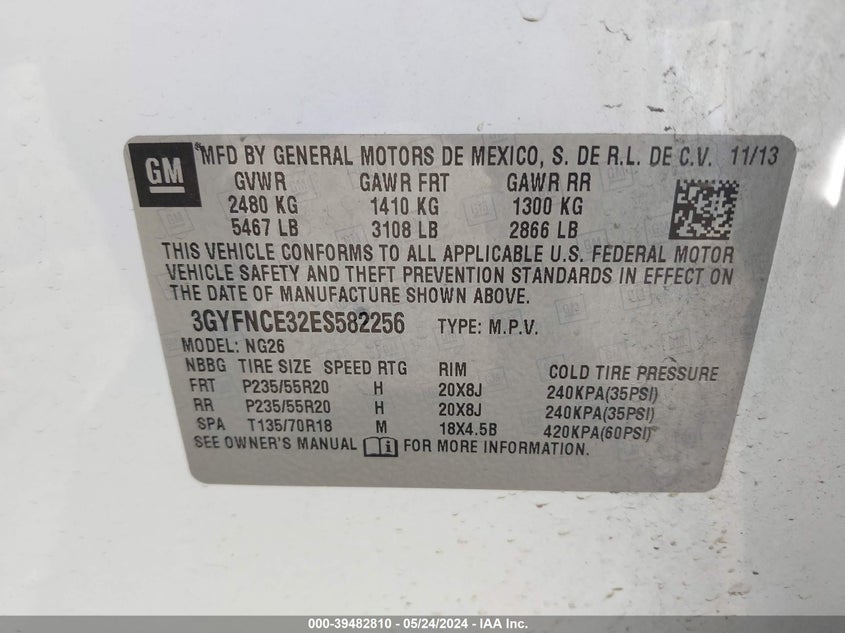 GM MFD BY GENERAL MOTORS DE MEXICO, S. DE R.L. DE C.V. 11/13
GVWR GAWR FRT GAWR RR
2480 KG 1410 KG 1300 KG
5467 LB 3108 LB 2866 LB
THIS VEHICLE CONFORMS TO ALL APPLICABLE U.S. FEDERAL MOTOR
VEHICLE SAFETY AND THEFT PREVENTION STANDARDS IN EFFECT ON
THE DATE OF MANUFACTURE SHOWN ABOVE.
3GYFNCE32ES582256 TYPE: M.P.V.
MODEL: NG26
NBBG TIRE SIZE SPEED RTG RIM COLD TIRE PRESSURE
FRT P235/55R20 H 20X8J 240KPA(35PSI)
RR P235/55R20 H 20X8J 240KPA(35PSI)
SPA T135/70R18 M 18X4.5B 420KPA(60PSI)
SEE OWNER'S MANUAL FOR MORE INFORMATION.
000-39482810 - 05/24/2024 - IAA Inc.